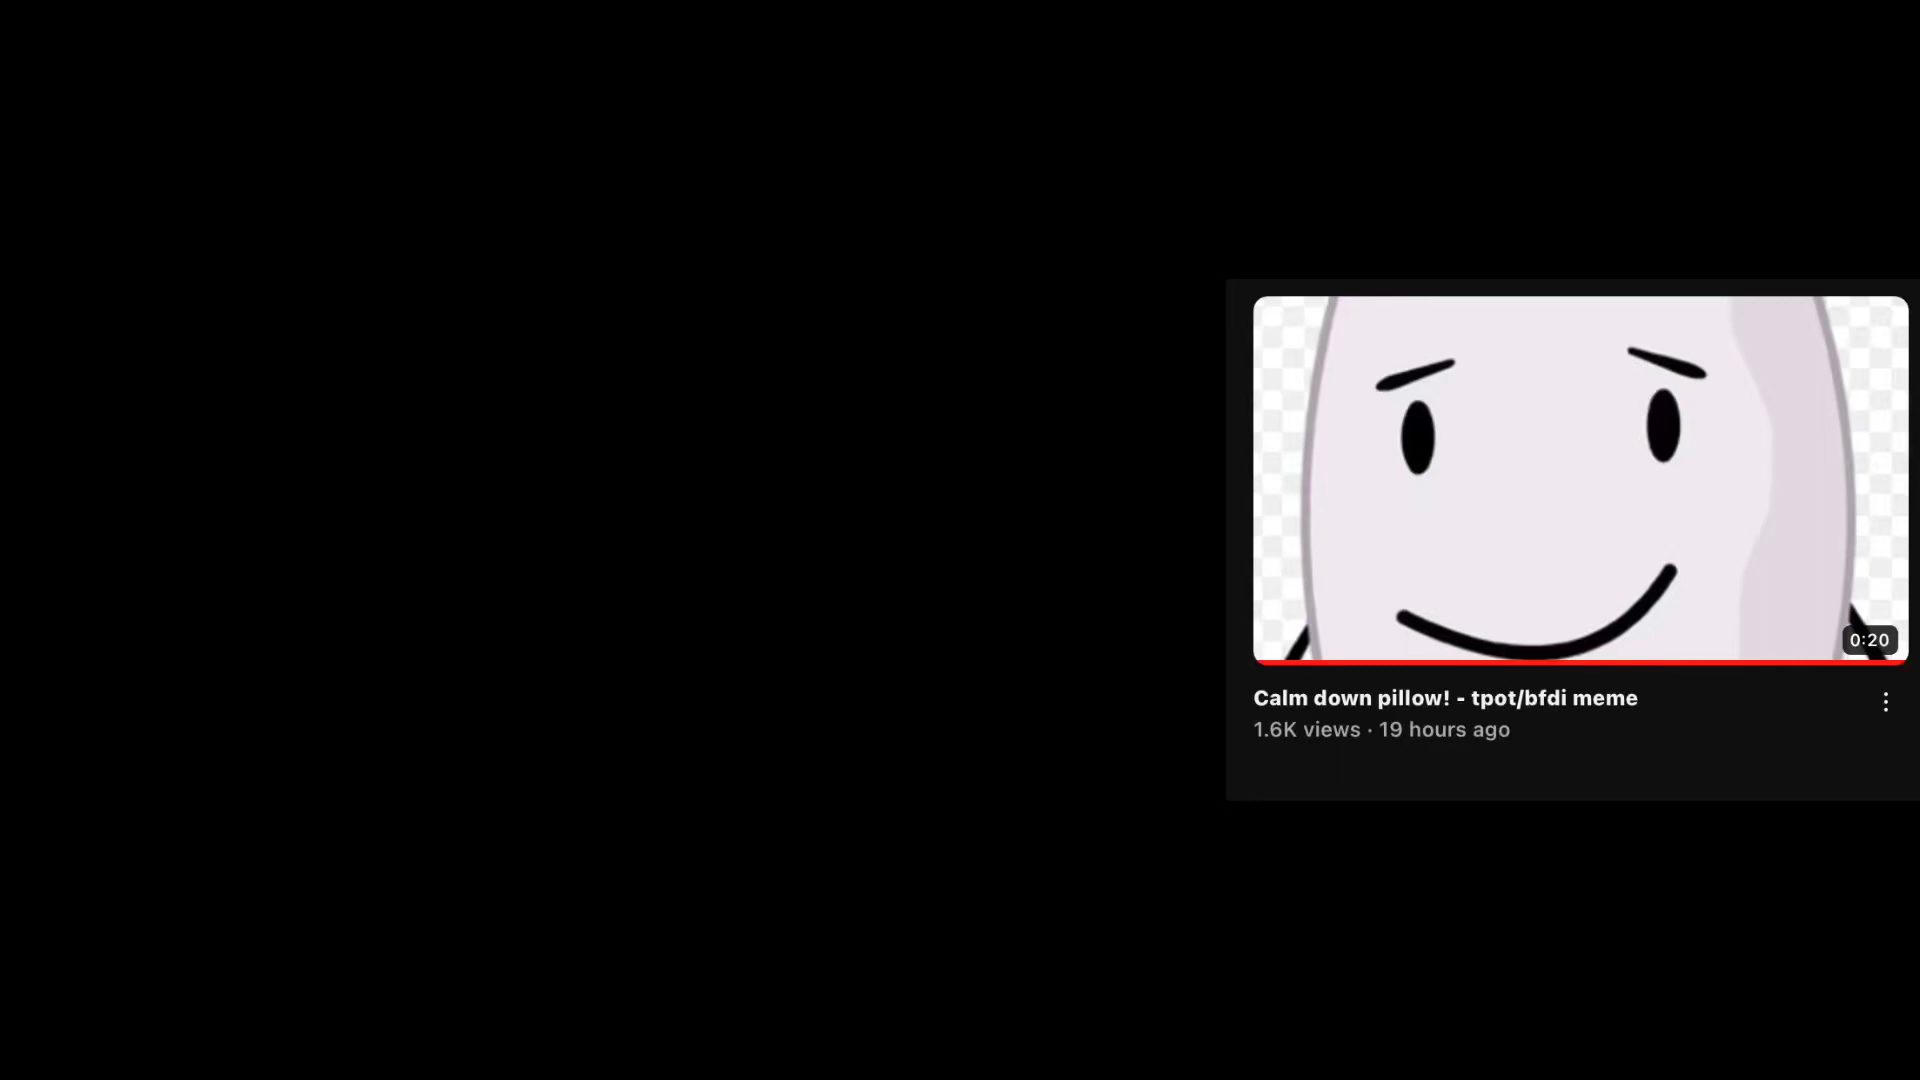 0:20
Calm down pillow! - tpot/bfdi meme
1.6K views · 19 hours ago